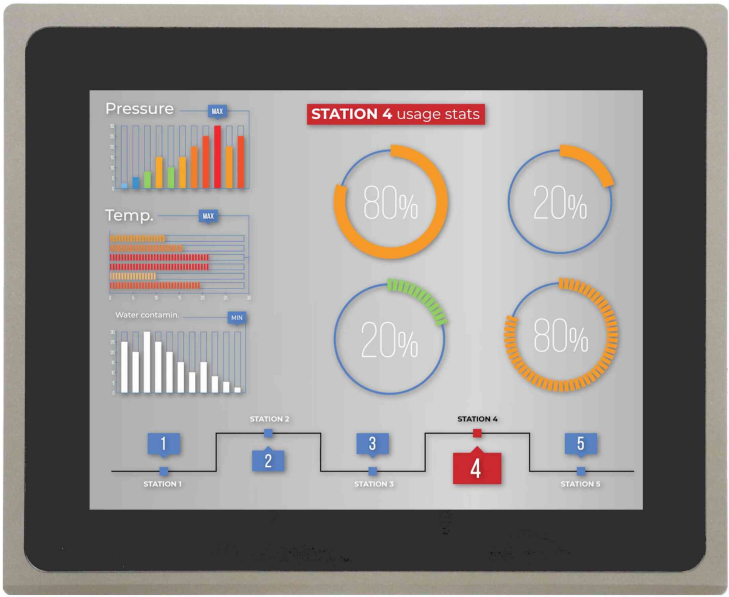 Pressure
MAX
STATION 4 usage stats
80%
20%
Temp.
MAX
Water contamin.
MIN
20%
80%
STATION 2
STATION 4
1
3
5
2
4
STATION 1
STATION 3
STATION 5